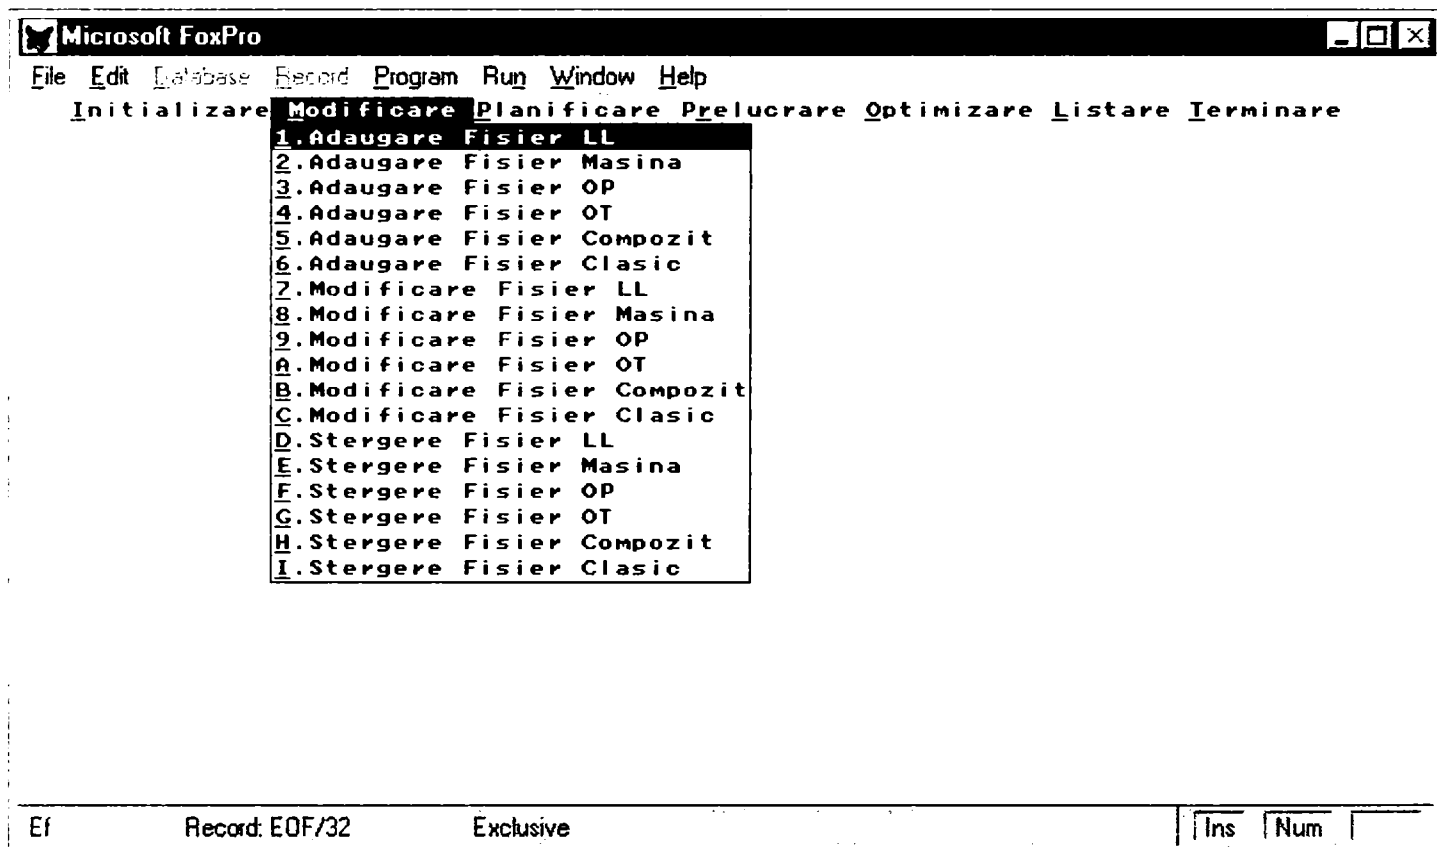 Microsoft FoxPro
File Edit Database Record Program Run Window Help
Initializare Modificare Planificare Prelucrare Optimizare Listare Terminare
1.Adaugare Fisier LL
2.Adaugare Fisier Masina
3.Adaugare Fisier OP
4.Adaugare Fisier OT
5.Adaugare Fisier Compozit
6.Adaugare Fisier Clasic
7.Modificare Fisier LL
8.Modificare Fisier Masina
9.Modificare Fisier OP
A.Modificare Fisier OT
B.Modificare Fisier Compozit
C.Modificare Fisier Clasic
D.Stergere Fisier LL
E.Stergere Fisier Masina
F.Stergere Fisier OP
G.Stergere Fisier OT
H.Stergere Fisier Compozit
I.Stergere Fisier Clasic
Ef Record: EOF/32 Exclusive Ins Num